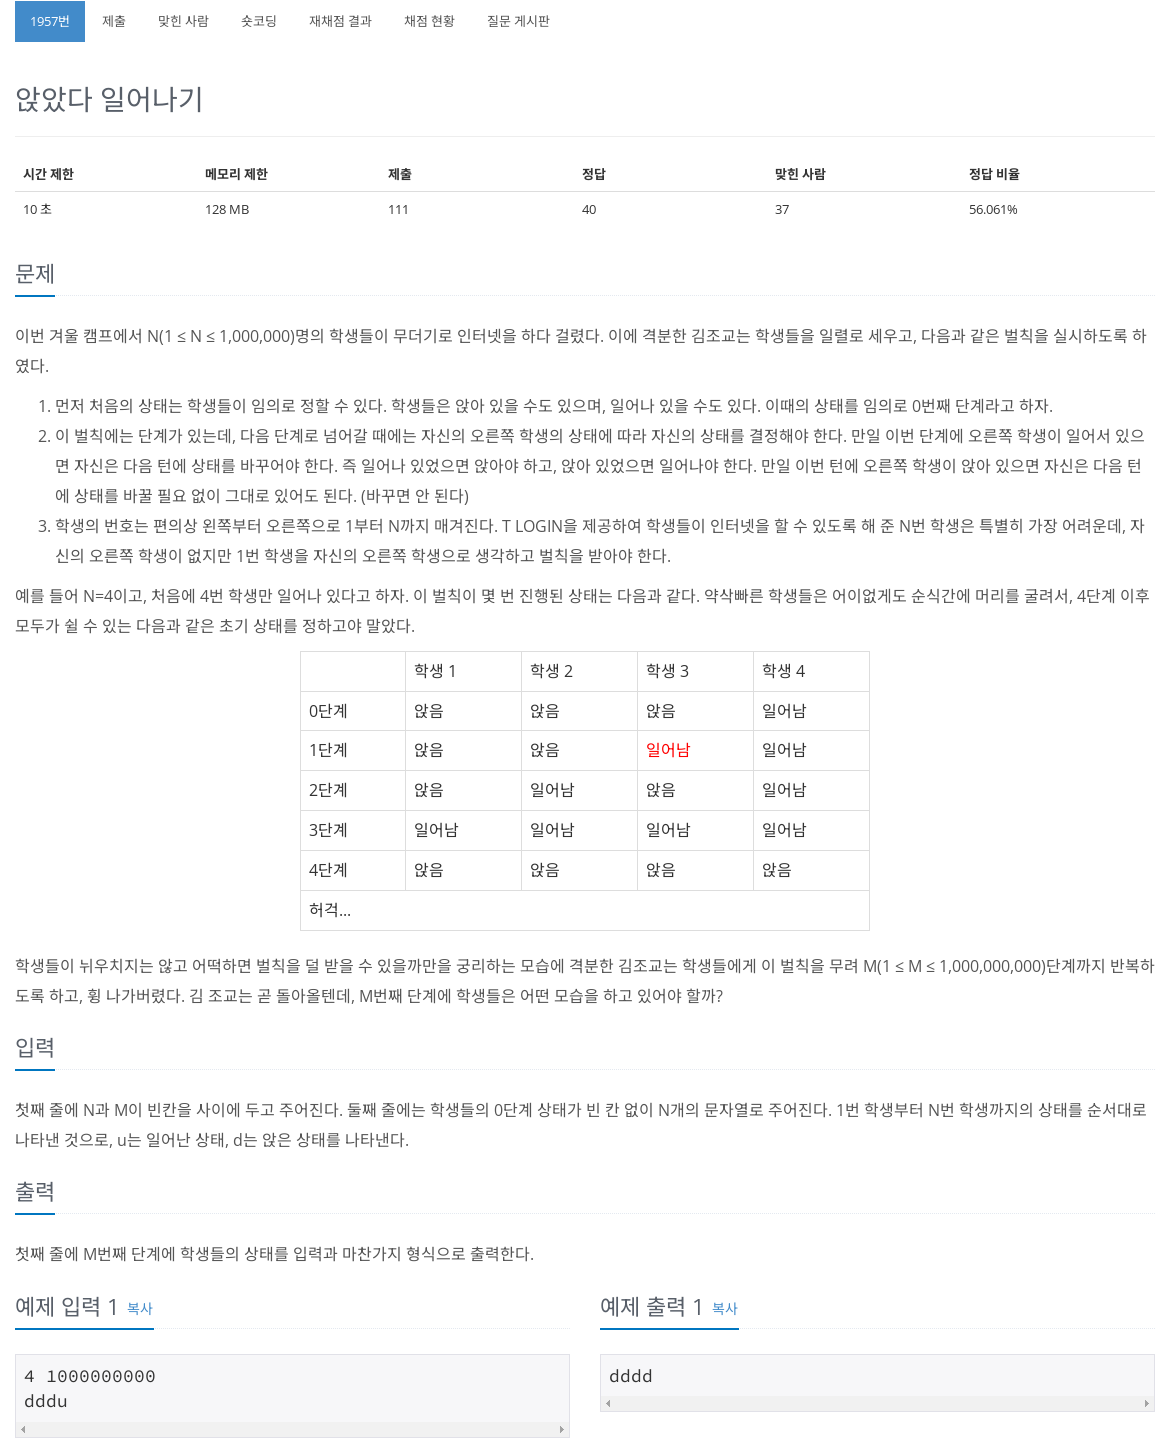 1957번 제출 맞힌 사람 숏코딩 재채점 결과 채점 현황 질문 게시판
앉았다 일어나기
시간 제한 메모리 제한 제출 정답 맞힌 사람 정답 비율
10 초 128 MB 111 40 37 56.061%
문제
이번 겨울 캠프에서 N(1 ≤ N ≤ 1,000,000)명의 학생들이 무더기로 인터넷을 하다 걸렸다. 이에 격분한 김조교는 학생들을 일렬로 세우고, 다음과 같은 벌칙을 실시하도록 하
였다.
1. 먼저 처음의 상태는 학생들이 임의로 정할 수 있다. 학생들은 앉아 있을 수도 있으며, 일어나 있을 수도 있다. 이때의 상태를 임의로 0번째 단계라고 하자.
2. 이 벌칙에는 단계가 있는데, 다음 단계로 넘어갈 때에는 자신의 오른쪽 학생의 상태에 따라 자신의 상태를 결정해야 한다. 만일 이번 단계에 오른쪽 학생이 일어서 있으
면 자신은 다음 턴에 상태를 바꾸어야 한다. 즉 일어나 있었으면 앉아야 하고, 앉아 있었으면 일어나야 한다. 만일 이번 턴에 오른쪽 학생이 앉아 있으면 자신은 다음 턴
에 상태를 바꿀 필요 없이 그대로 있어도 된다. (바꾸면 안 된다)
3. 학생의 번호는 편의상 왼쪽부터 오른쪽으로 1부터 N까지 매겨진다. T LOGIN을 제공하여 학생들이 인터넷을 할 수 있도록 해 준 N번 학생은 특별히 가장 어려운데, 자
신의 오른쪽 학생이 없지만 1번 학생을 자신의 오른쪽 학생으로 생각하고 벌칙을 받아야 한다.
예를 들어 N=4이고, 처음에 4번 학생만 일어나 있다고 하자. 이 벌칙이 몇 번 진행된 상태는 다음과 같다. 약삭빠른 학생들은 어이없게도 순식간에 머리를 굴려서, 4단계 이후
모두가 쉴 수 있는 다음과 같은 초기 상태를 정하고야 말았다.
학생 1 학생 2 학생 3 학생 4
0단계 앉음 앉음 앉음 일어남
1단계 앉음 앉음 일어남 일어남
2단계 앉음 일어남 앉음 일어남
3단계 일어남 일어남 일어남 일어남
4단계 앉음 앉음 앉음 앉음
허걱...
학생들이 뉘우치지는 않고 어떡하면 벌칙을 덜 받을 수 있을까만을 궁리하는 모습에 격분한 김조교는 학생들에게 이 벌칙을 무려 M(1 ≤ M ≤ 1,000,000,000)단계까지 반복하
도록 하고, 휭 나가버렸다. 김 조교는 곧 돌아올텐데, M번째 단계에 학생들은 어떤 모습을 하고 있어야 할까?
입력
첫째 줄에 N과 M이 빈칸을 사이에 두고 주어진다. 둘째 줄에는 학생들의 0단계 상태가 빈 칸 없이 N개의 문자열로 주어진다. 1번 학생부터 N번 학생까지의 상태를 순서대로
나타낸 것으로, u는 일어난 상태, d는 앉은 상태를 나타낸다.
출력
첫째 줄에 M번째 단계에 학생들의 상태를 입력과 마찬가지 형식으로 출력한다.
예제 입력 1 복사
4 1000000000
dddu
예제 출력 1 복사
dddd